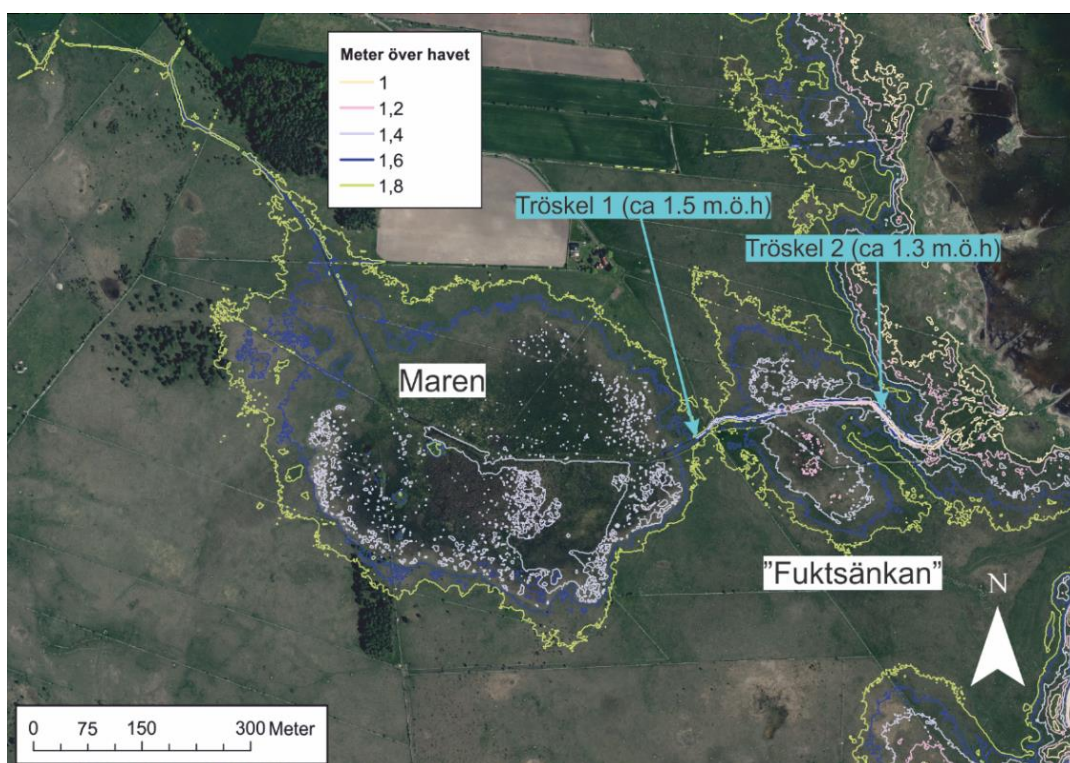 Meter över havet
1
1,2
1,4
1,6
1,8
Tröskel 1 (ca 1.5 m.ö.h)
Tröskel 2 (ca 1.3 m.ö.h)
Maren
”Fuktsänkan”
N
0 75 150 300 Meter